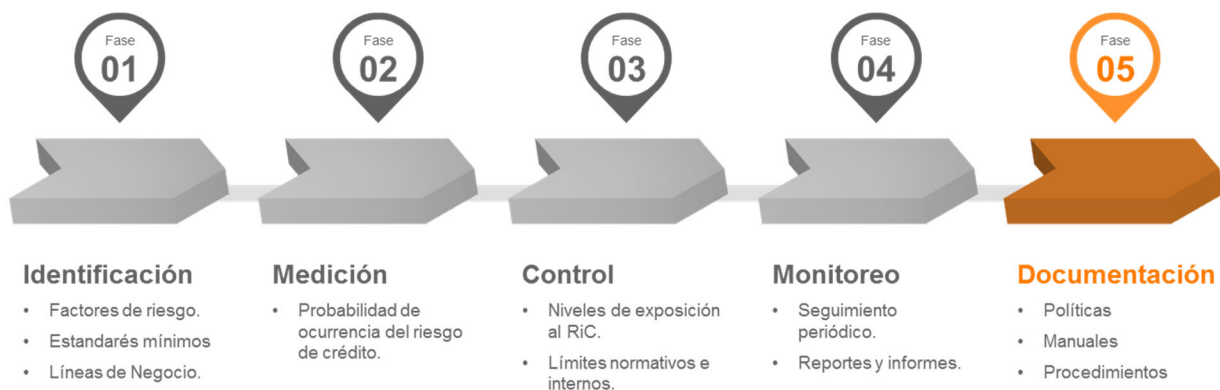 Fase
01
Fase
02
Fase
03
Fase
04
Fase
05
Identificación
• Factores de riesgo.
• Estandarés mínimos
• Líneas de Negocio.
Medición
• Probabilidad de
ocurrencia del riesgo
de crédito.
Control
• Niveles de exposición
al RiC.
• Límites normativos e
internos.
Monitoreo
• Seguimiento
periódico.
• Reportes y informes.
Documentación
• Políticas
• Manuales
• Procedimientos